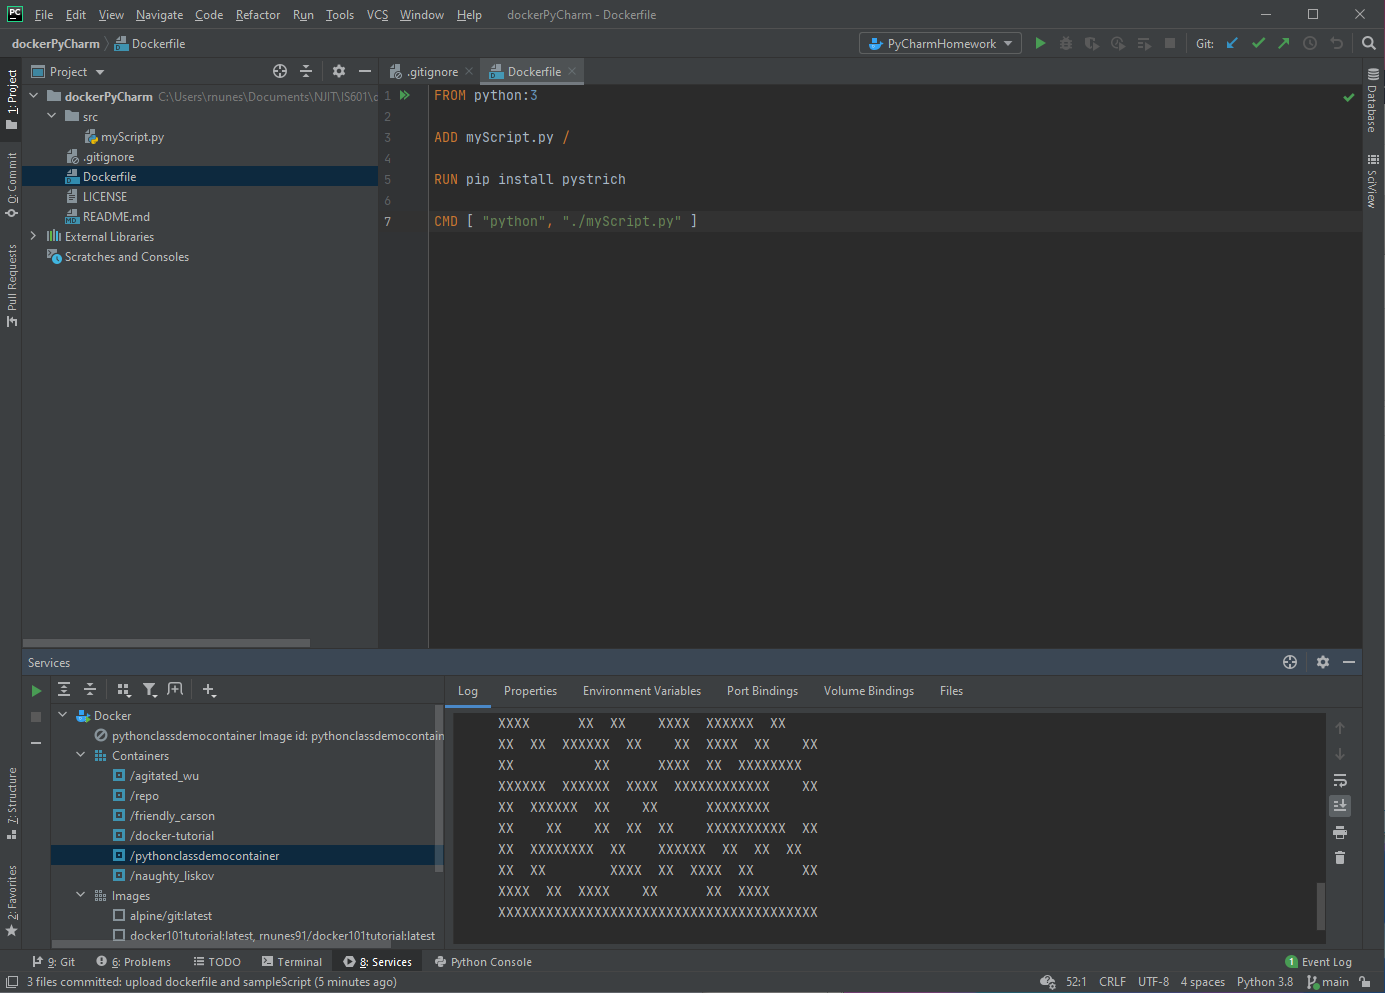 PC File Edit View Navigate Code Refactor Run Tools VCS Window Help dockerPyCharm - Dockerfile
dockerPyCharm Dockerfile PyCharmHomework Git:
1: Project
0: Commit
Pull Requests
7: Structure
2: Favorites
Project
dockerPyCharm C:\Users\rnunes\Documents\NJIT\IS601\d
src
myScript.py
.gitignore
Dockerfile
LICENSE
README.md
External Libraries
Scratches and Consoles
.gitignore Dockerfile
1 FROM python:3
2
3 ADD myScript.py /
4
5 RUN pip install pystrich
6
7 CMD [ "python", "./myScript.py" ]
Database
SciView
Services
Docker
pythonclassdemocontainer Image id: pythonclassdemocontain
Containers
/agitated_wu
/repo
/friendly_carson
/docker-tutorial
/pythonclassdemocontainer
/naughty_liskov
Images
alpine/git:latest
docker101tutorial:latest, rnunes91/docker101tutorial:latest
Log Properties Environment Variables Port Bindings Volume Bindings Files
XXXX      XX  XX    XXXX  XXXXXX  XX
XX  XX  XXXXXX  XX    XX  XXXX  XX    XX
XX          XX      XXXX  XX  XXXXXXXX
XXXXXX  XXXXXX  XXXX  XXXXXXXXXXXX    XX
XX  XXXXXX  XX    XX      XXXXXXXX
XX    XX    XX  XX  XX    XXXXXXXXXX  XX
XX  XXXXXXXX  XX    XXXXXX  XX  XX  XX
XX  XX        XXXX  XX  XXXX  XX      XX
XXXX  XX  XXXX    XX      XX  XXXX
XXXXXXXXXXXXXXXXXXXXXXXXXXXXXXXXXXXXXXXX
9: Git 6: Problems TODO Terminal 8: Services Python Console 1 Event Log
3 files committed: upload dockerfile and sampleScript (5 minutes ago) 52:1 CRLF UTF-8 4 spaces Python 3.8 main